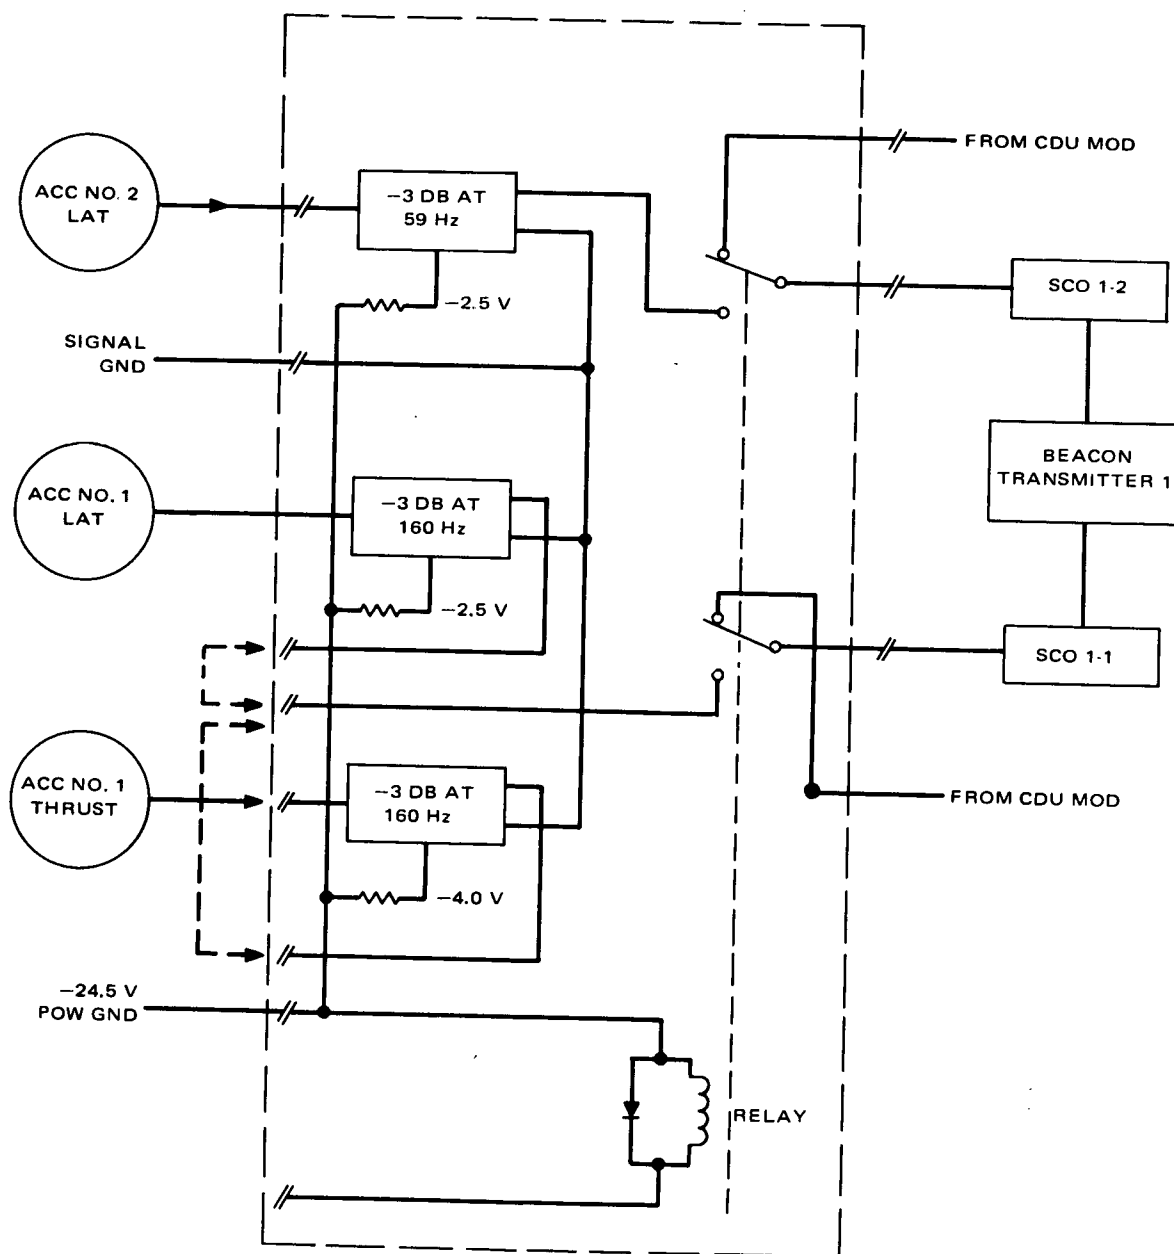 FROM CDU MOD
ACC NO. 2
LAT
–3 DB AT
59 Hz
–2.5 V
SCO 1-2
SIGNAL
GND
BEACON
TRANSMITTER 1
ACC NO. 1
LAT
–3 DB AT
160 Hz
–2.5 V
SCO 1-1
ACC NO. 1
THRUST
–3 DB AT
160 Hz
FROM CDU MOD
–4.0 V
–24.5 V
POW GND
RELAY